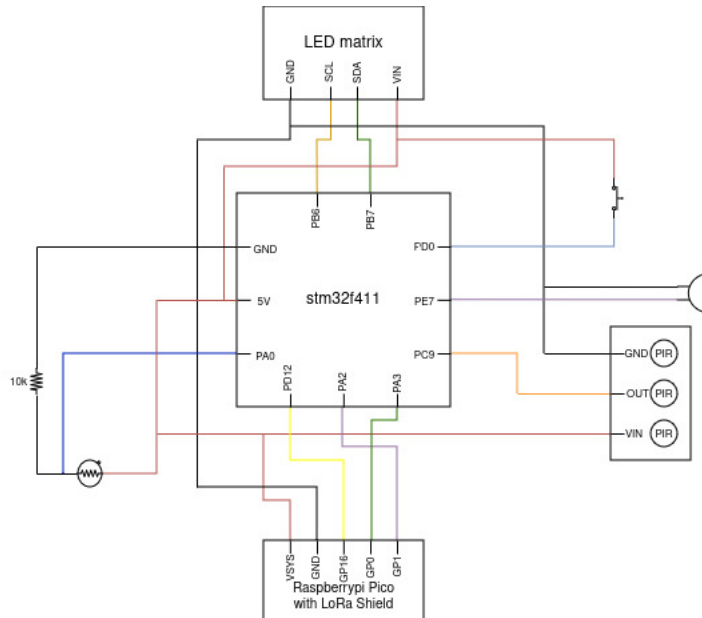 LED matrix
GND
SCL
SDA
VIN
PB6
PB7
GND
PD0
5V
stm32f411
PE7
PA0
PC9
PD12
PA2
PA3
10k
GND PIR
OUT PIR
VIN PIR
VSYS
GND
GP16
GP0
GP1
Raspberrypi Pico
with LoRa Shield